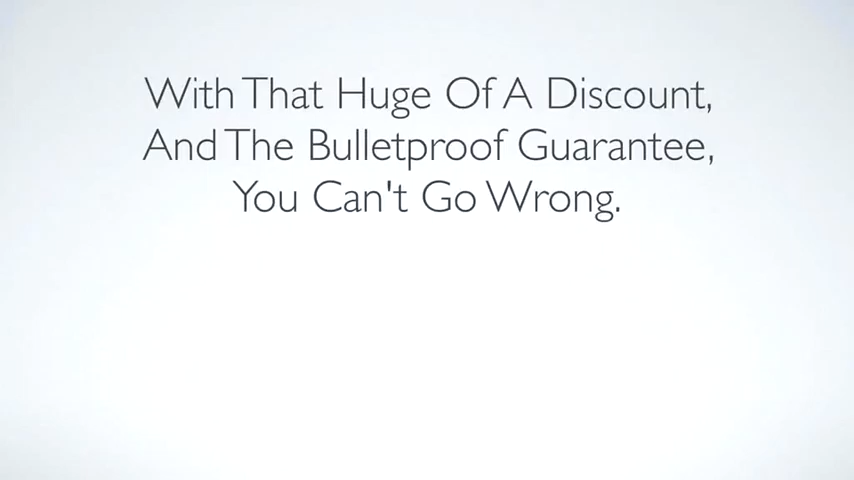 With That Huge Of A Discount,
And The Bulletproof Guarantee,
You Can't Go Wrong.